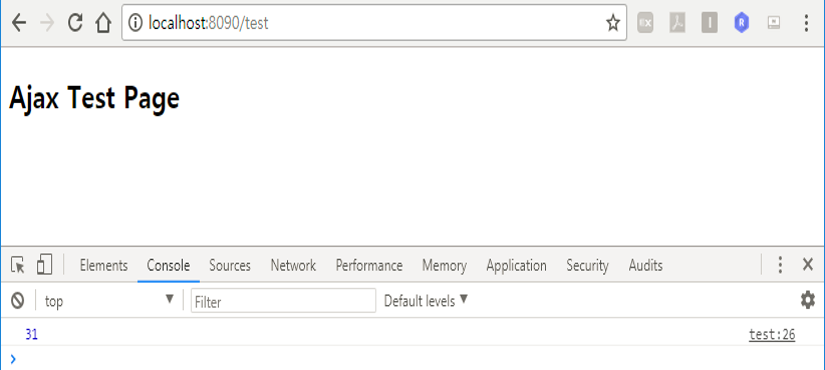 localhost:8090/test
Ajax Test Page
Elements Console Sources Network Performance Memory Application Security Audits
top Filter Default levels
31 test:26